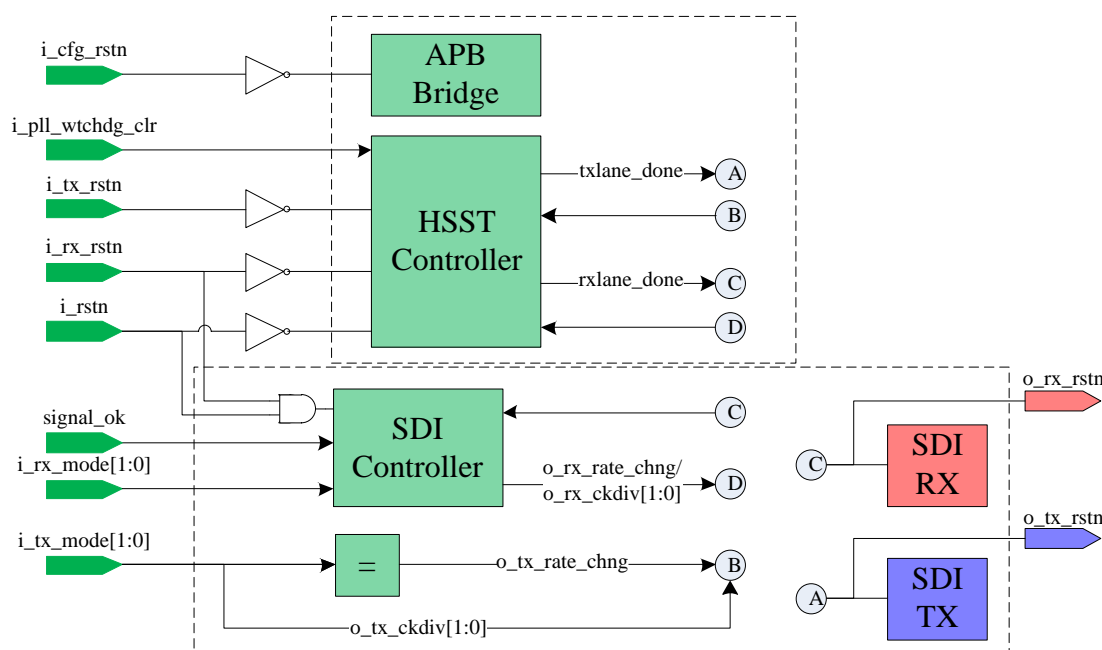 i_cfg_rstn
APB
Bridge
i_pll_wtchdg_clr
i_tx_rstn
i_rx_rstn
i_rstn
HSST
Controller
txlane_done
A
B
rxlane_done
C
D
signal_ok
i_rx_mode[1:0]
SDI
Controller
C
o_rx_rate_chng/
o_rx_ckdiv[1:0]
D
o_rx_rstn
C
SDI
RX
i_tx_mode[1:0]
=
o_tx_rate_chng
B
o_tx_ckdiv[1:0]
o_tx_rstn
A
SDI
TX